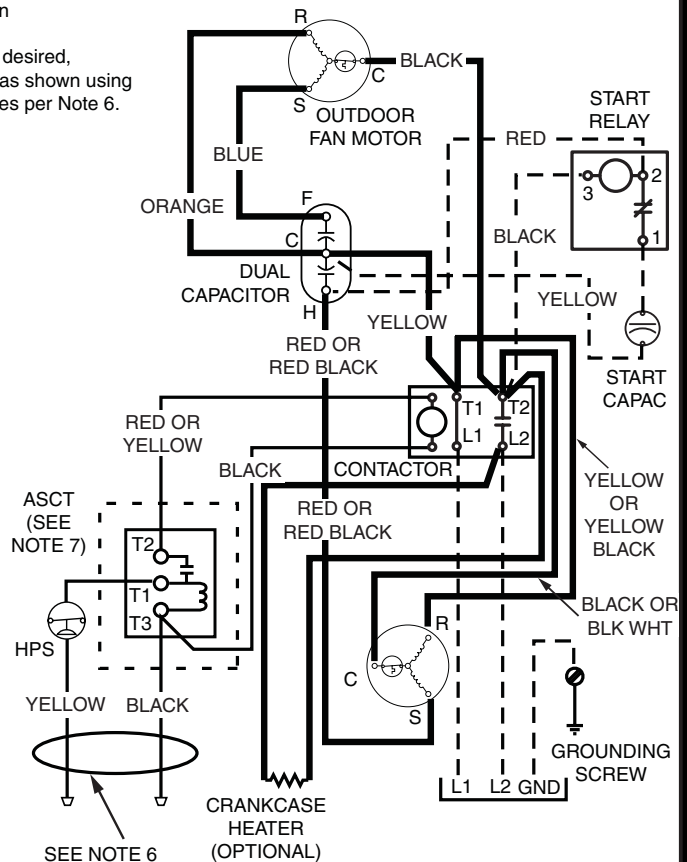 n
desired,
as shown using
es per Note 6.
R
C
S
BLACK
OUTDOOR
FAN MOTOR
START
RELAY
RED
3
2
1
BLUE
ORANGE
F
C
H
DUAL
CAPACITOR
BLACK
YELLOW
YELLOW
START
CAPAC
RED OR
RED BLACK
T1
T2
L1
L2
CONTACTOR
RED OR
YELLOW
BLACK
RED OR
RED BLACK
YELLOW
OR
YELLOW
BLACK
ASCT
(SEE
NOTE 7)
T2
T1
T3
HPS
BLACK OR
BLK WHT
R
C
S
YELLOW
BLACK
GROUNDING
SCREW
L1 L2 GND
CRANKCASE
HEATER
(OPTIONAL)
SEE NOTE 6